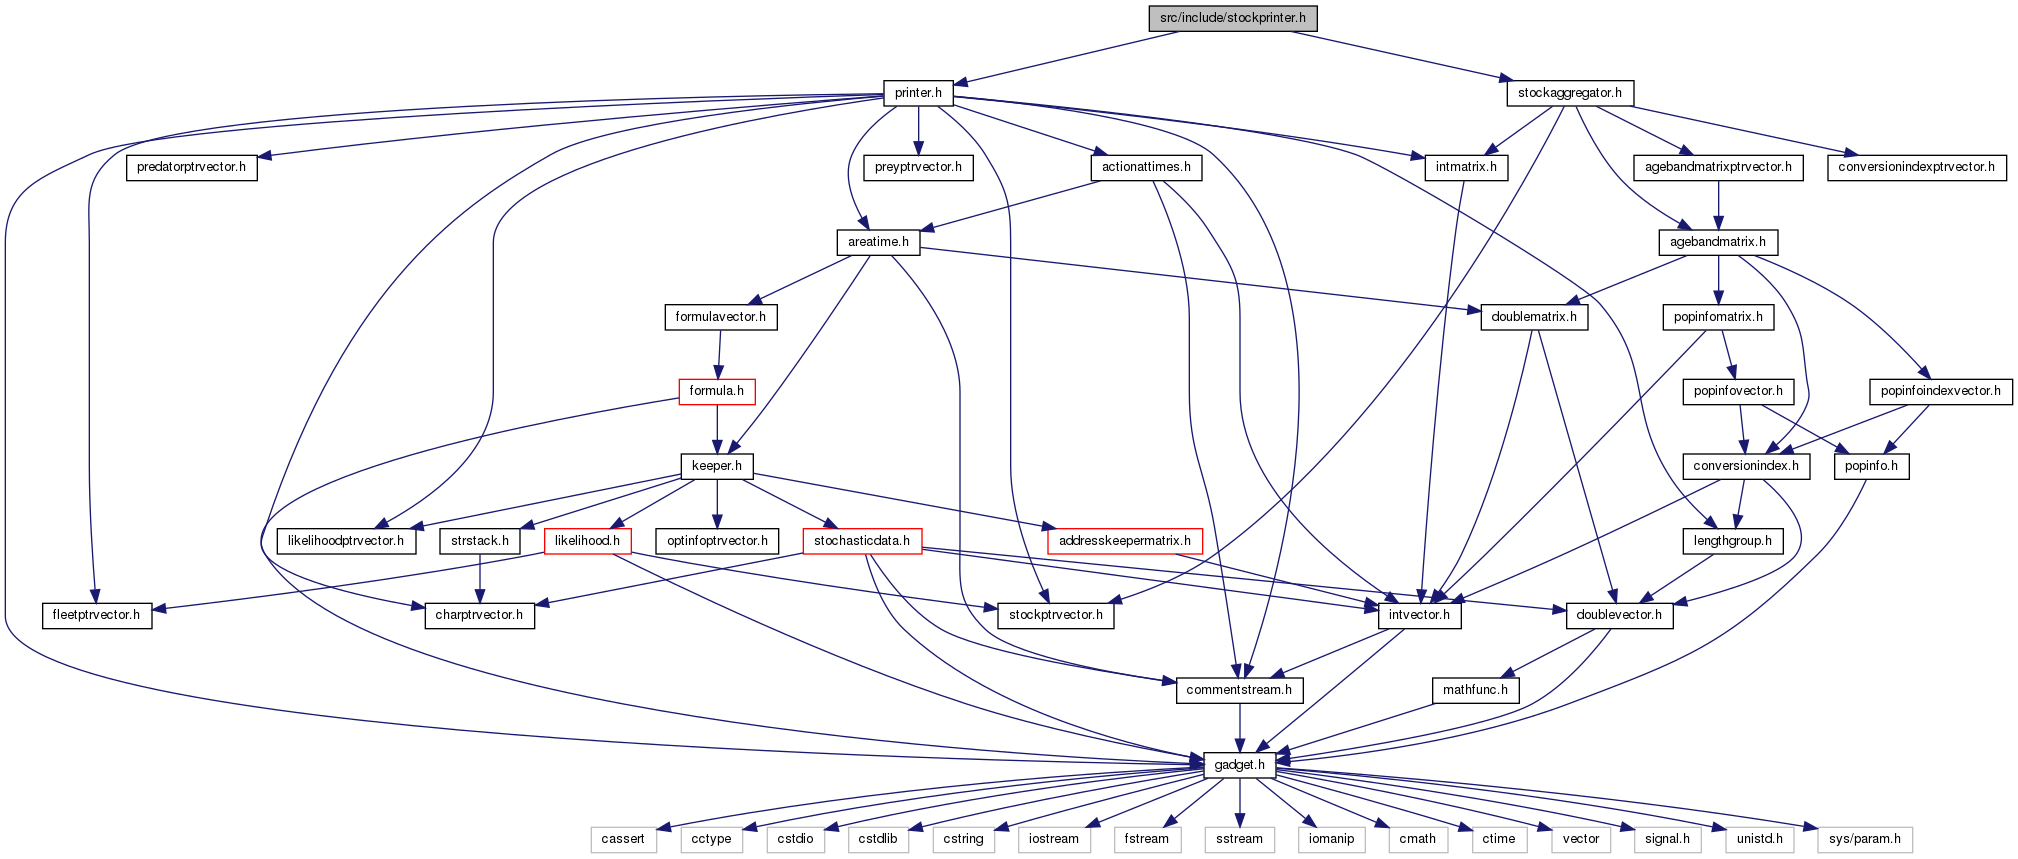 src/include/stockprinter.h
printer.h
stockaggregator.h
predatorptrvector.h
preyptrvector.h
actionattimes.h
intmatrix.h
agebandmatrixptrvector.h
conversionindexptrvector.h
areatime.h
agebandmatrix.h
formulavector.h
doublematrix.h
popinfomatrix.h
formula.h
popinfovector.h
popinfoindexvector.h
keeper.h
conversionindex.h
popinfo.h
likelihoodptrvector.h
strstack.h
likelihood.h
optinfoptrvector.h
stochasticdata.h
addresskeepermatrix.h
lengthgroup.h
fleetptrvector.h
charptrvector.h
stockptrvector.h
intvector.h
doublevector.h
commentstream.h
mathfunc.h
gadget.h
cassert
cctype
cstdio
cstdlib
cstring
iostream
fstream
sstream
iomanip
cmath
ctime
vector
signal.h
unistd.h
sys/param.h